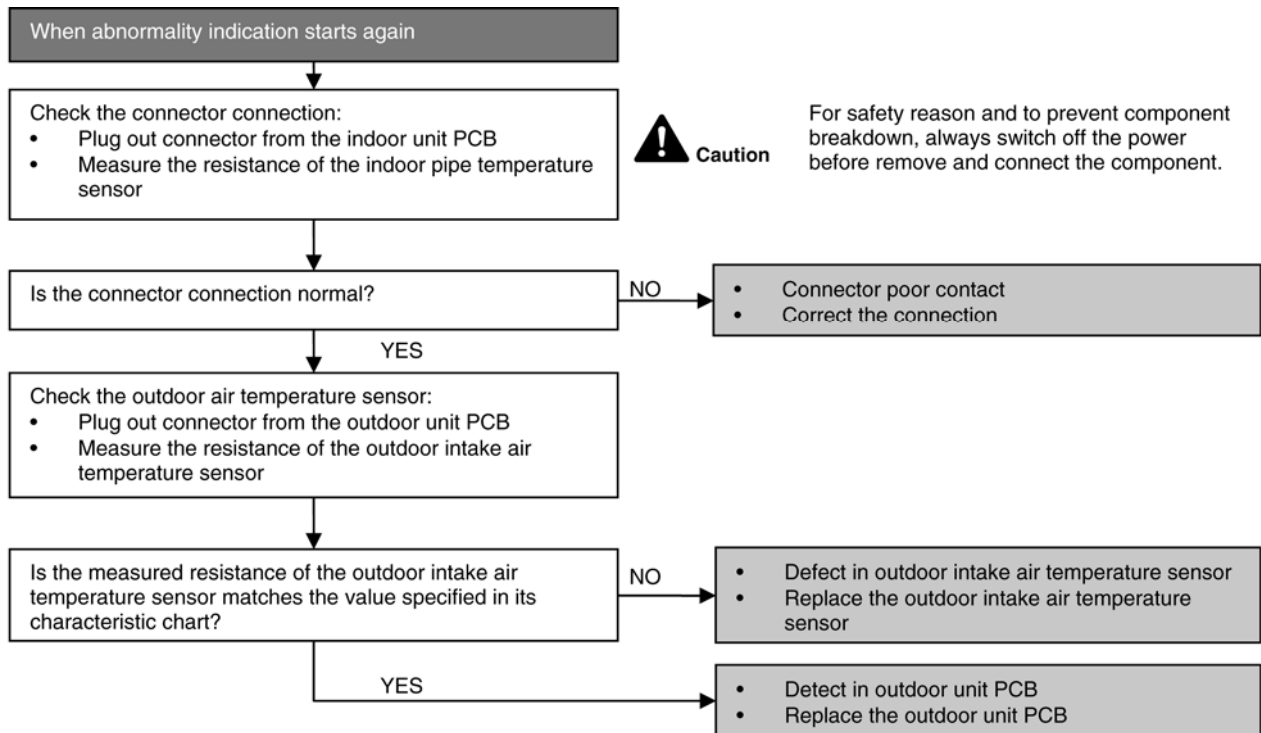 When abnormality indication starts again
Check the connector connection:
• Plug out connector from the indoor unit PCB
• Measure the resistance of the indoor pipe temperature
sensor
Caution
For safety reason and to prevent component
breakdown, always switch off the power
before remove and connect the component.
Is the connector connection normal?
NO
• Connector poor contact
• Correct the connection
YES
Check the outdoor air temperature sensor:
• Plug out connector from the outdoor unit PCB
• Measure the resistance of the outdoor intake air
temperature sensor
Is the measured resistance of the outdoor intake air
temperature sensor matches the value specified in its
characteristic chart?
NO
• Defect in outdoor intake air temperature sensor
• Replace the outdoor intake air temperature
sensor
YES
• Detect in outdoor unit PCB
• Replace the outdoor unit PCB